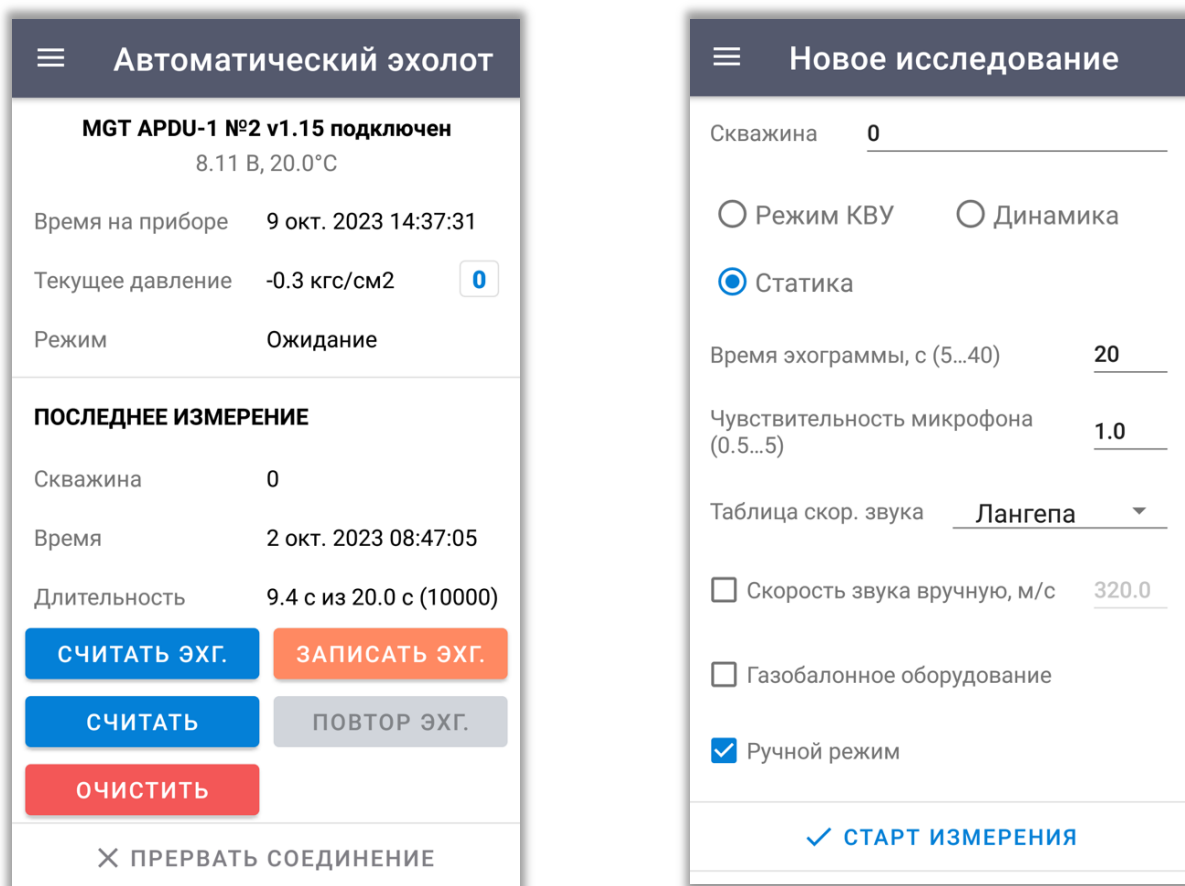 Автоматический эхолот
MGT APDU-1 №2 v1.15 подключен
8.11 В, 20.0°C
Время на приборе 9 окт. 2023 14:37:31
Текущее давление -0.3 кгс/см2 0
Режим Ожидание
ПОСЛЕДНЕЕ ИЗМЕРЕНИЕ
Скважина 0
Время 2 окт. 2023 08:47:05
Длительность 9.4 с из 20.0 с (10000)
СЧИТАТЬ ЭХГ. ЗАПИСАТЬ ЭХГ.
СЧИТАТЬ ПОВТОР ЭХГ.
ОЧИСТИТЬ
ПРЕРВАТЬ СОЕДИНЕНИЕ
Новое исследование
Скважина 0
Режим КВУ Динамика
Статика
Время эхограммы, с (5...40) 20
Чувствительность микрофона
(0.5...5) 1.0
Таблица скор. звука Лангепа
Скорость звука вручную, м/с 320.0
Газобалонное оборудование
Ручной режим
СТАРТ ИЗМЕРЕНИЯ